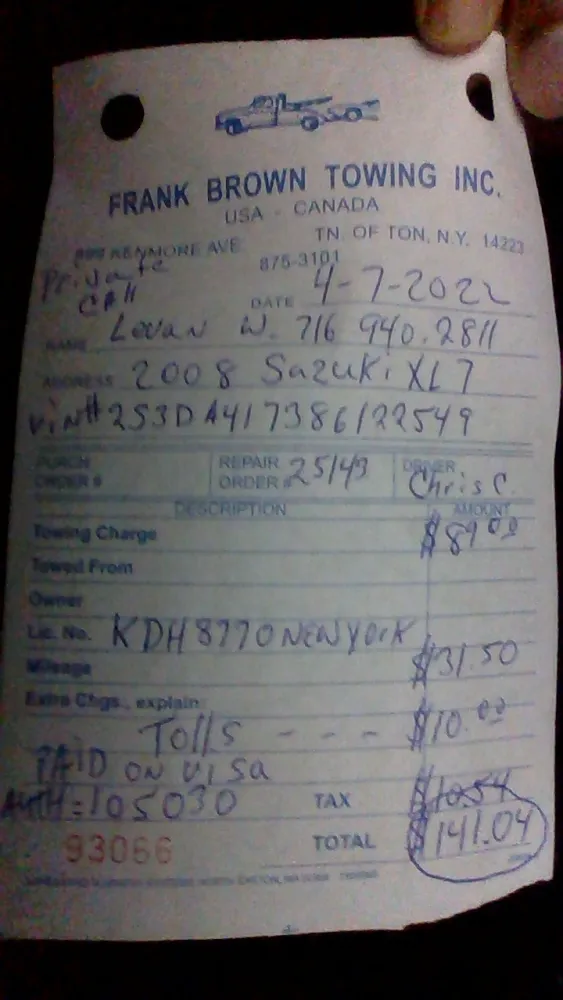 FRANK BROWN TOWING INC.
USA - CANADA
KENMORE AVE. TN. OF TON, N.Y. 14223
875-3101
Private
CAll
DATE 4-7-2022
NAME Lovan W. 716 940.2811
ADDRESS 2008 Sazuki XL7
Vin# 2S3DA417386122549
PURCH. ORDER #
REPAIR ORDER # 25143
DRIVER Chris C.
DESCRIPTION AMOUNT
Towing Charge $89.00
Towed From
Owner
Lic. No. KDH8770 NEW YORK
Mileage $31.50
Extra Chgs., explain
Tolls - - - $10.00
PAID ON VISA
AUTH:105030 TAX $10.54
93066 TOTAL $141.04